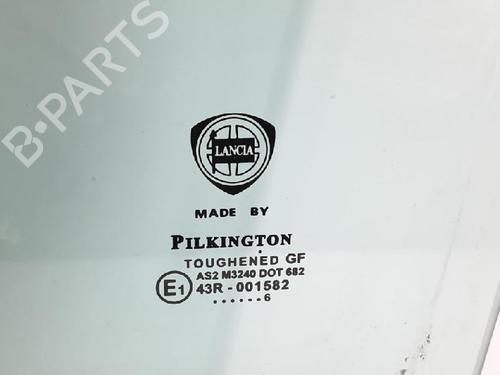 B-PARTS
LANCIA
MADE BY
PILKINGTON
TOUGHENED GF
AS2 M3240 DOT 682
E1 43R - 001582
. . . . . . 6